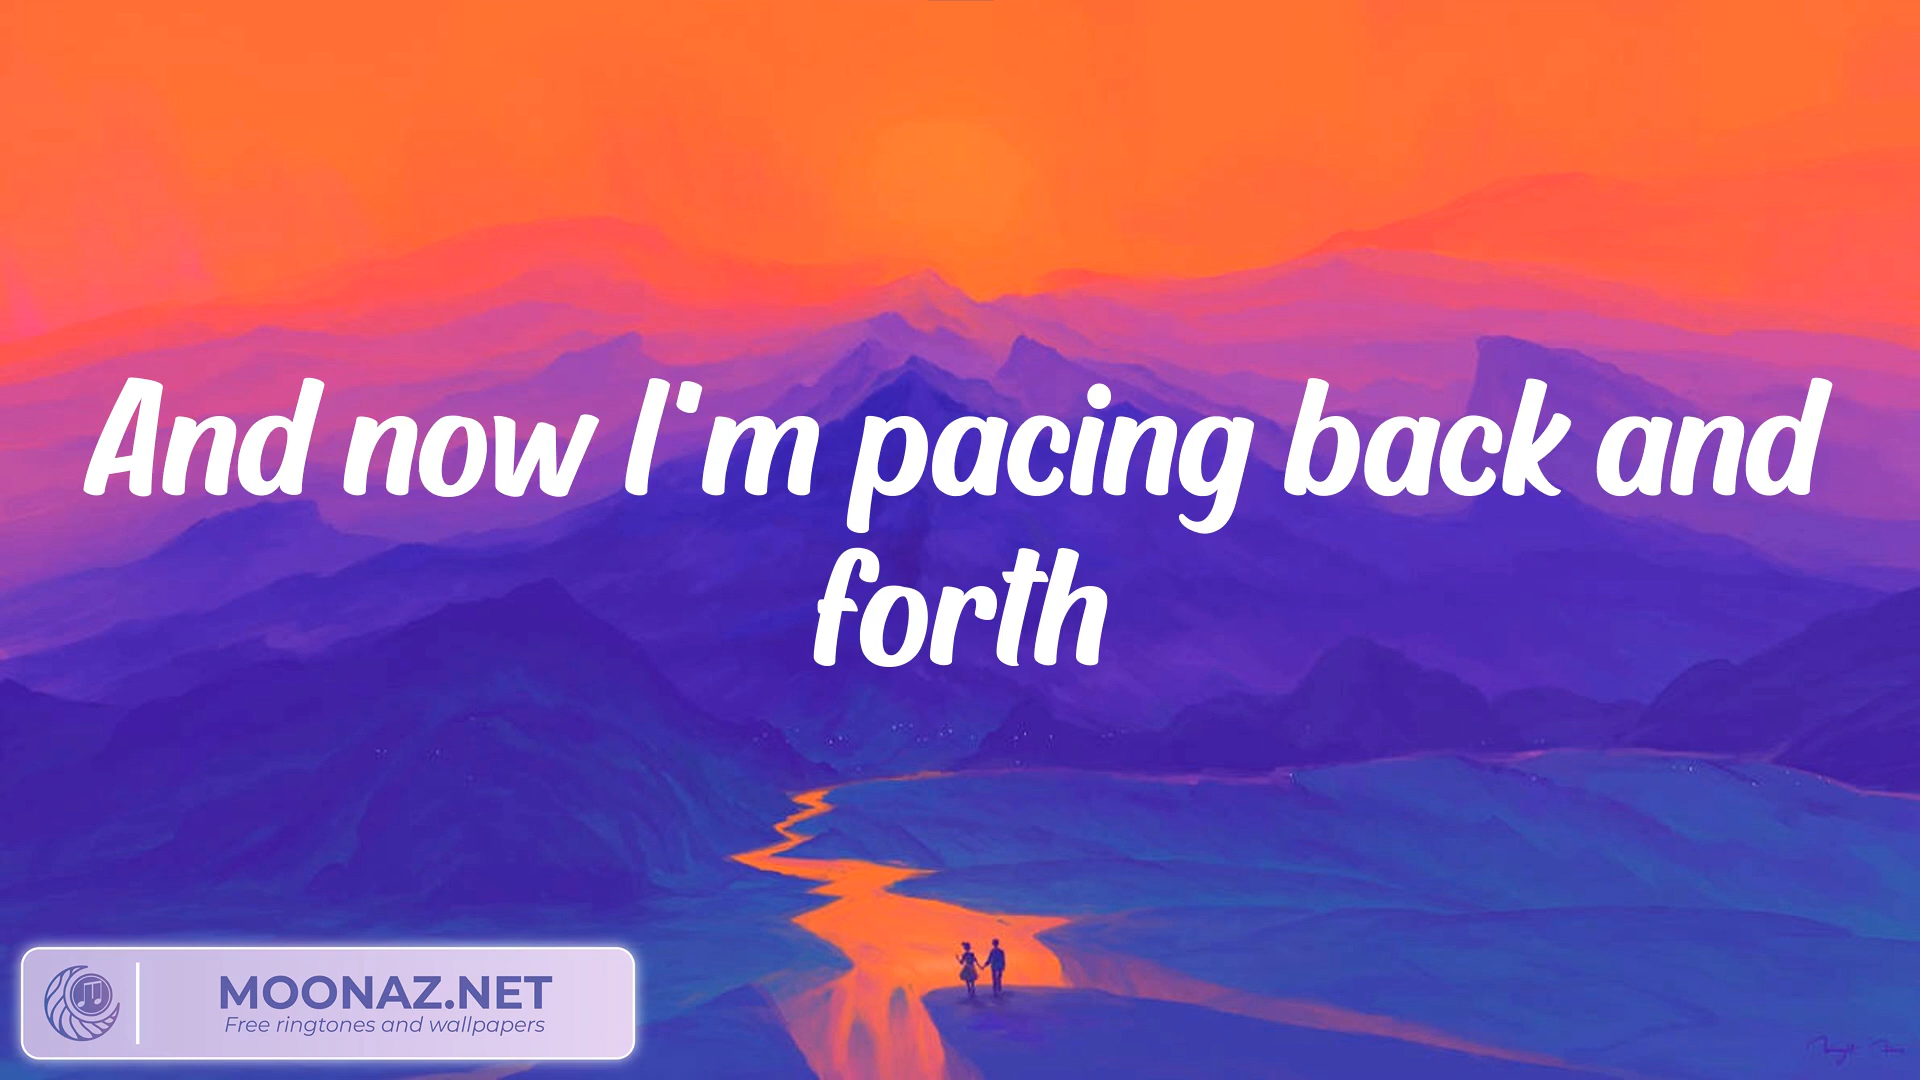 And now I'm pacing back and
forth
MOONAZ.NET
Free ringtones and wallpapers